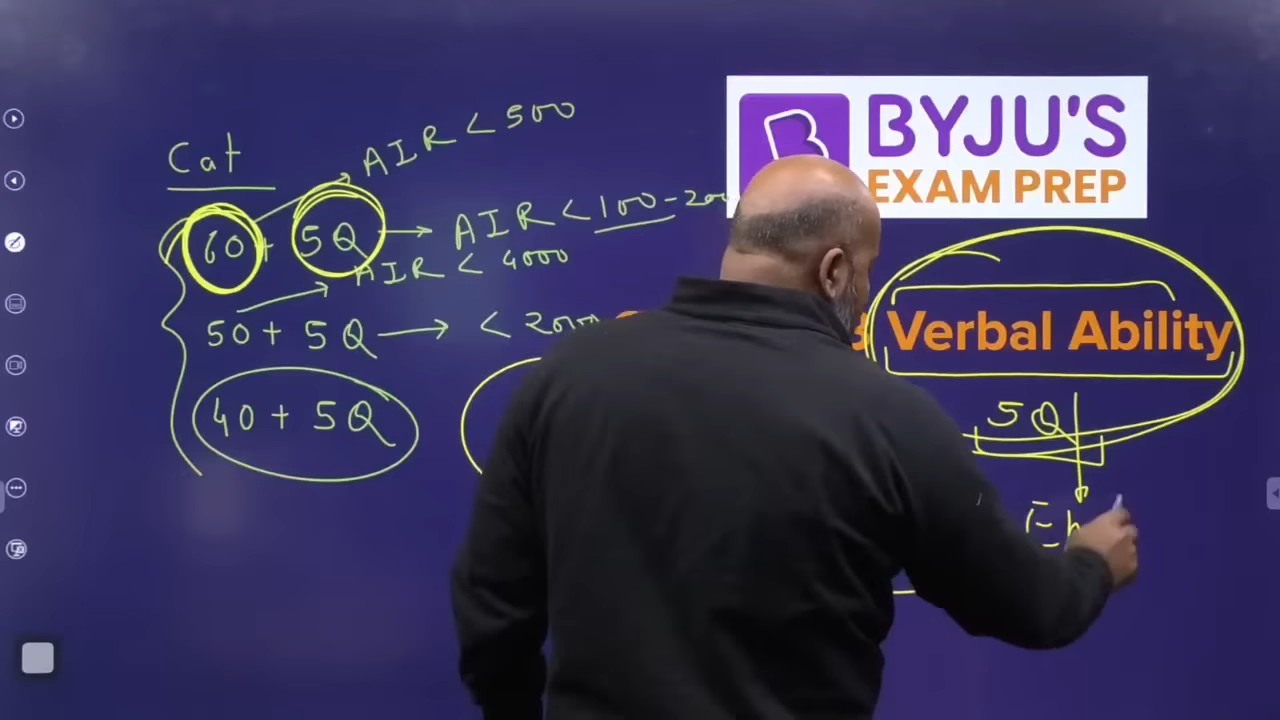 BYJU'S
EXAM PREP
Cat
AIR < 500
60 + 5Q → AIR < 100-200
AIR < 4000
50 + 5Q → < 2000
40 + 5Q
Verbal Ability
5Q